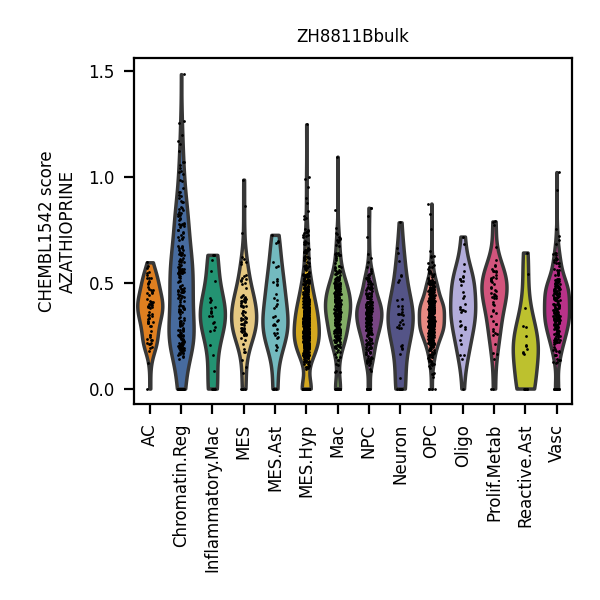 ZH8811Bbulk
CHEMBL1542 score
AZATHIOPRINE
1.5
1.0
0.5
0.0
AC
Chromatin.Reg
Inflammatory.Mac
MES
MES.Ast
MES.Hyp
Mac
NPC
Neuron
OPC
Oligo
Prolif.Metab
Reactive.Ast
Vasc